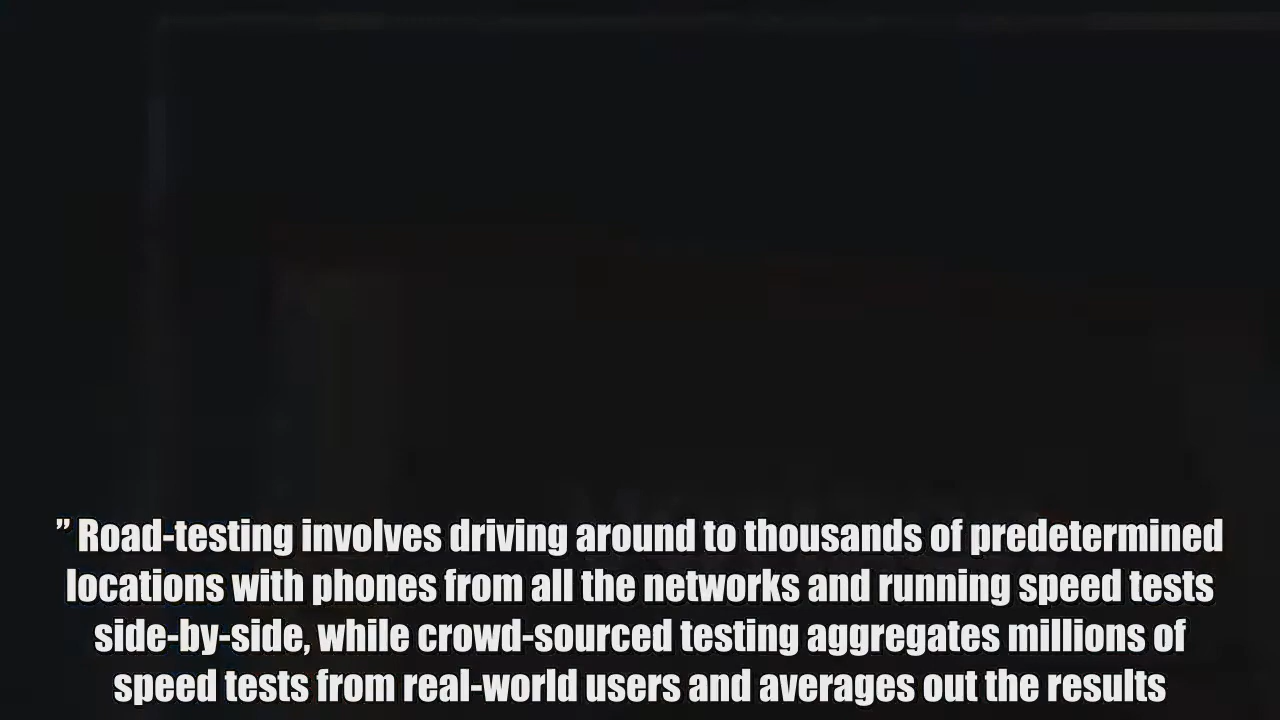 ” Road-testing involves driving around to thousands of predetermined
locations with phones from all the networks and running speed tests
side-by-side, while crowd-sourced testing aggregates millions of
speed tests from real-world users and averages out the results